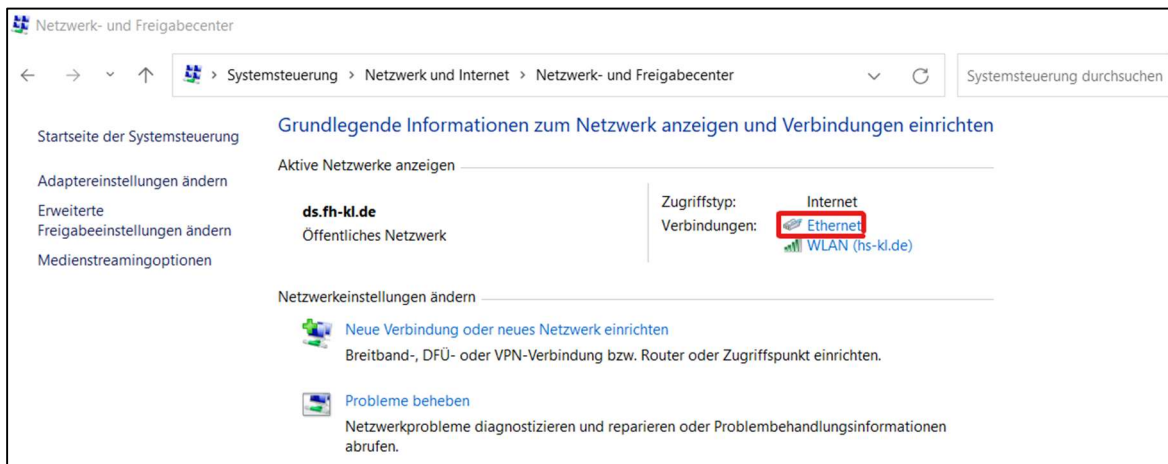 Netzwerk- und Freigabecenter
Systemsteuerung > Netzwerk und Internet > Netzwerk- und Freigabecenter
Systemsteuerung durchsuchen
Startseite der Systemsteuerung
Adaptereinstellungen ändern
Erweiterte
Freigabeeinstellungen ändern
Medienstreamingoptionen
Grundlegende Informationen zum Netzwerk anzeigen und Verbindungen einrichten
Aktive Netzwerke anzeigen
ds.fh-kl.de
Öffentliches Netzwerk
Zugriffstyp: Internet
Verbindungen: Ethernet
WLAN (hs-kl.de)
Netzwerkeinstellungen ändern
Neue Verbindung oder neues Netzwerk einrichten
Breitband-, DFÜ- oder VPN-Verbindung bzw. Router oder Zugriffspunkt einrichten.
Probleme beheben
Netzwerkprobleme diagnostizieren und reparieren oder Problembehandlungsinformationen
abrufen.